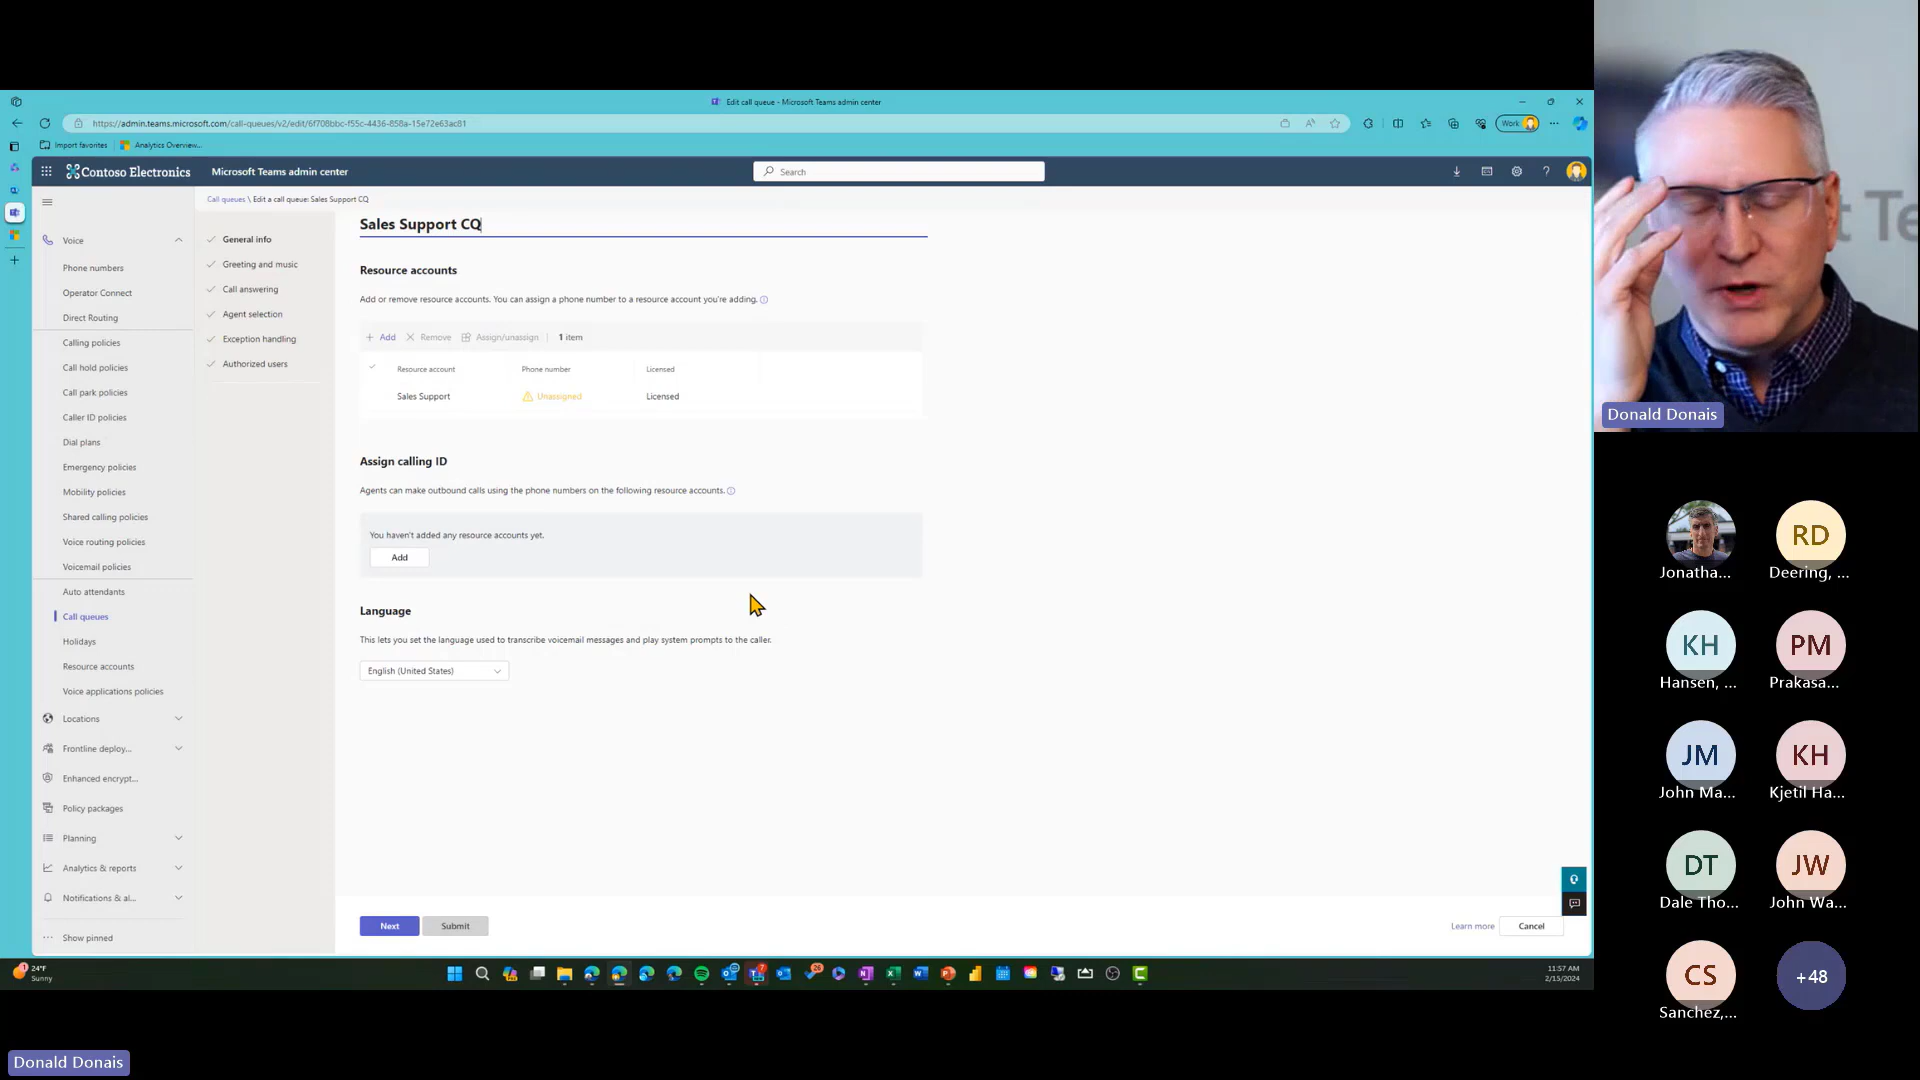 Edit call queue - Microsoft Teams admin center
https://admin.teams.microsoft.com/call-queues/v2/edit/6f708bbc-f55c-4436-858a-15e72e63ac81
Work
Import favorites
Analytics Overview...
Contoso Electronics
Microsoft Teams admin center
Search
Call queues \ Edit a call queue: Sales Support CQ
Voice
Phone numbers
Operator Connect
Direct Routing
Calling policies
Call hold policies
Call park policies
Caller ID policies
Dial plans
Emergency policies
Mobility policies
Shared calling policies
Voice routing policies
Voicemail policies
Auto attendants
Call queues
Holidays
Resource accounts
Voice applications policies
Locations
Frontline deploy...
Enhanced encrypt...
Policy packages
Planning
Analytics & reports
Notifications & al...
Show pinned
General info
Greeting and music
Call answering
Agent selection
Exception handling
Authorized users
Sales Support CQ
Resource accounts
Add or remove resource accounts. You can assign a phone number to a resource account you're adding.
+ Add
Remove
Assign/unassign
1 item
Resource account
Phone number
Licensed
Sales Support
Unassigned
Licensed
Assign calling ID
Agents can make outbound calls using the phone numbers on the following resource accounts.
You haven't added any resource accounts yet.
Add
Language
This lets you set the language used to transcribe voicemail messages and play system prompts to the caller.
English (United States)
Next
Submit
Learn more
Cancel
24°F
Sunny
11:57 AM
2/15/2024
t Te
Donald Donais
Jonatha...
RD
Deering, ...
KH
Hansen, ...
PM
Prakasa...
JM
John Ma...
KH
Kjetil Ha...
DT
Dale Tho...
JW
John Wa...
CS
Sanchez,...
+48
Donald Donais